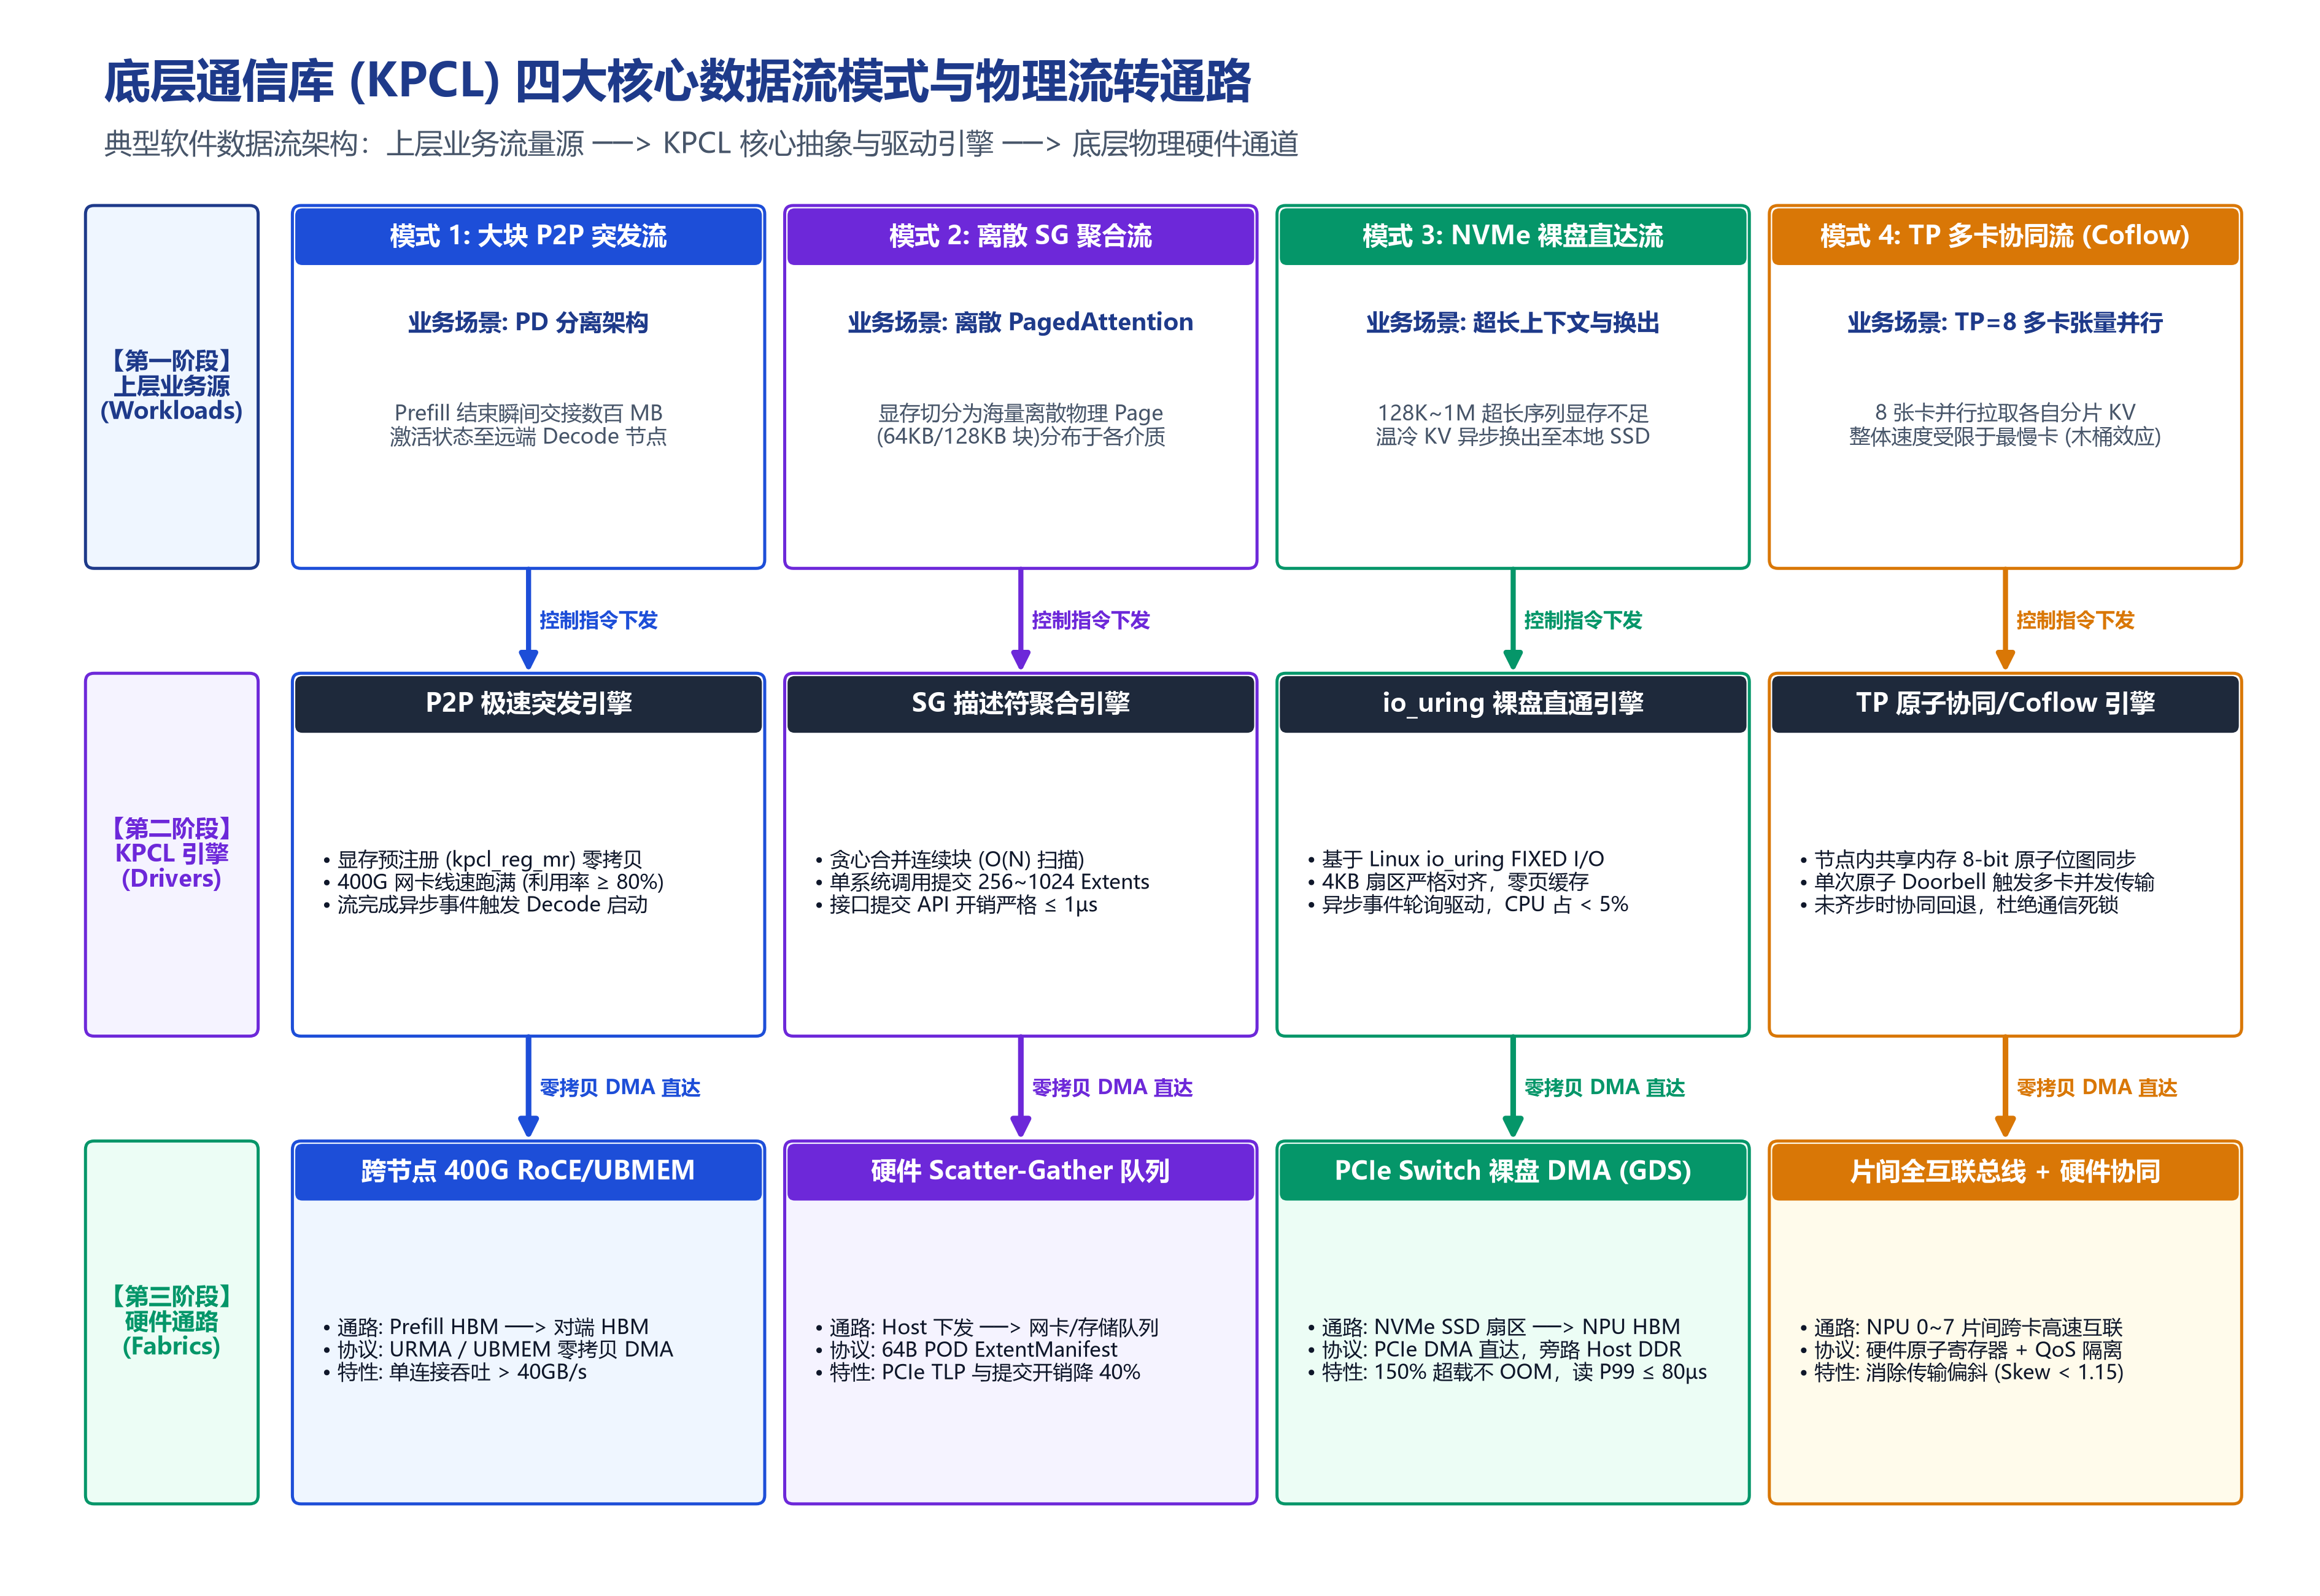 底层通信库 (KPCL) 四大核心数据流模式与物理流转通路
典型软件数据流架构：上层业务流量源 ──> KPCL 核心抽象与驱动引擎 ──> 底层物理硬件通道
【第一阶段】
上层业务源
(Workloads)
模式 1: 大块 P2P 突发流
业务场景: PD 分离架构
Prefill 结束瞬间交接数百 MB
激活状态至远端 Decode 节点
模式 2: 离散 SG 聚合流
业务场景: 离散 PagedAttention
显存切分为海量离散物理 Page
(64KB/128KB 块)分布于各介质
模式 3: NVMe 裸盘直达流
业务场景: 超长上下文与换出
128K~1M 超长序列显存不足
温冷 KV 异步换出至本地 SSD
模式 4: TP 多卡协同流 (Coflow)
业务场景: TP=8 多卡张量并行
8 张卡并行拉取各自分片 KV
整体速度受限于最慢卡 (木桶效应)
控制指令下发
控制指令下发
控制指令下发
控制指令下发
【第二阶段】
KPCL 引擎
(Drivers)
P2P 极速突发引擎
• 显存预注册 (kpcl_reg_mr) 零拷贝
• 400G 网卡线速跑满 (利用率 ≥ 80%)
• 流完成异步事件触发 Decode 启动
SG 描述符聚合引擎
• 贪心合并连续块 (O(N) 扫描)
• 单系统调用提交 256~1024 Extents
• 接口提交 API 开销严格 ≤ 1μs
io_uring 裸盘直通引擎
• 基于 Linux io_uring FIXED I/O
• 4KB 扇区严格对齐，零页缓存
• 异步事件轮询驱动，CPU 占 < 5%
TP 原子协同/Coflow 引擎
• 节点内共享内存 8-bit 原子位图同步
• 单次原子 Doorbell 触发多卡并发传输
• 未齐步时协同回退，杜绝通信死锁
零拷贝 DMA 直达
零拷贝 DMA 直达
零拷贝 DMA 直达
零拷贝 DMA 直达
【第三阶段】
硬件通路
(Fabrics)
跨节点 400G RoCE/UBMEM
• 通路: Prefill HBM ──> 对端 HBM
• 协议: URMA / UBMEM 零拷贝 DMA
• 特性: 单连接吞吐 > 40GB/s
硬件 Scatter-Gather 队列
• 通路: Host 下发 ──> 网卡/存储队列
• 协议: 64B POD ExtentManifest
• 特性: PCIe TLP 与提交开销降 40%
PCIe Switch 裸盘 DMA (GDS)
• 通路: NVMe SSD 扇区 ──> NPU HBM
• 协议: PCIe DMA 直达，旁路 Host DDR
• 特性: 150% 超载不 OOM，读 P99 ≤ 80μs
片间全互联总线 + 硬件协同
• 通路: NPU 0~7 片间跨卡高速互联
• 协议: 硬件原子寄存器 + QoS 隔离
• 特性: 消除传输偏斜 (Skew < 1.15)